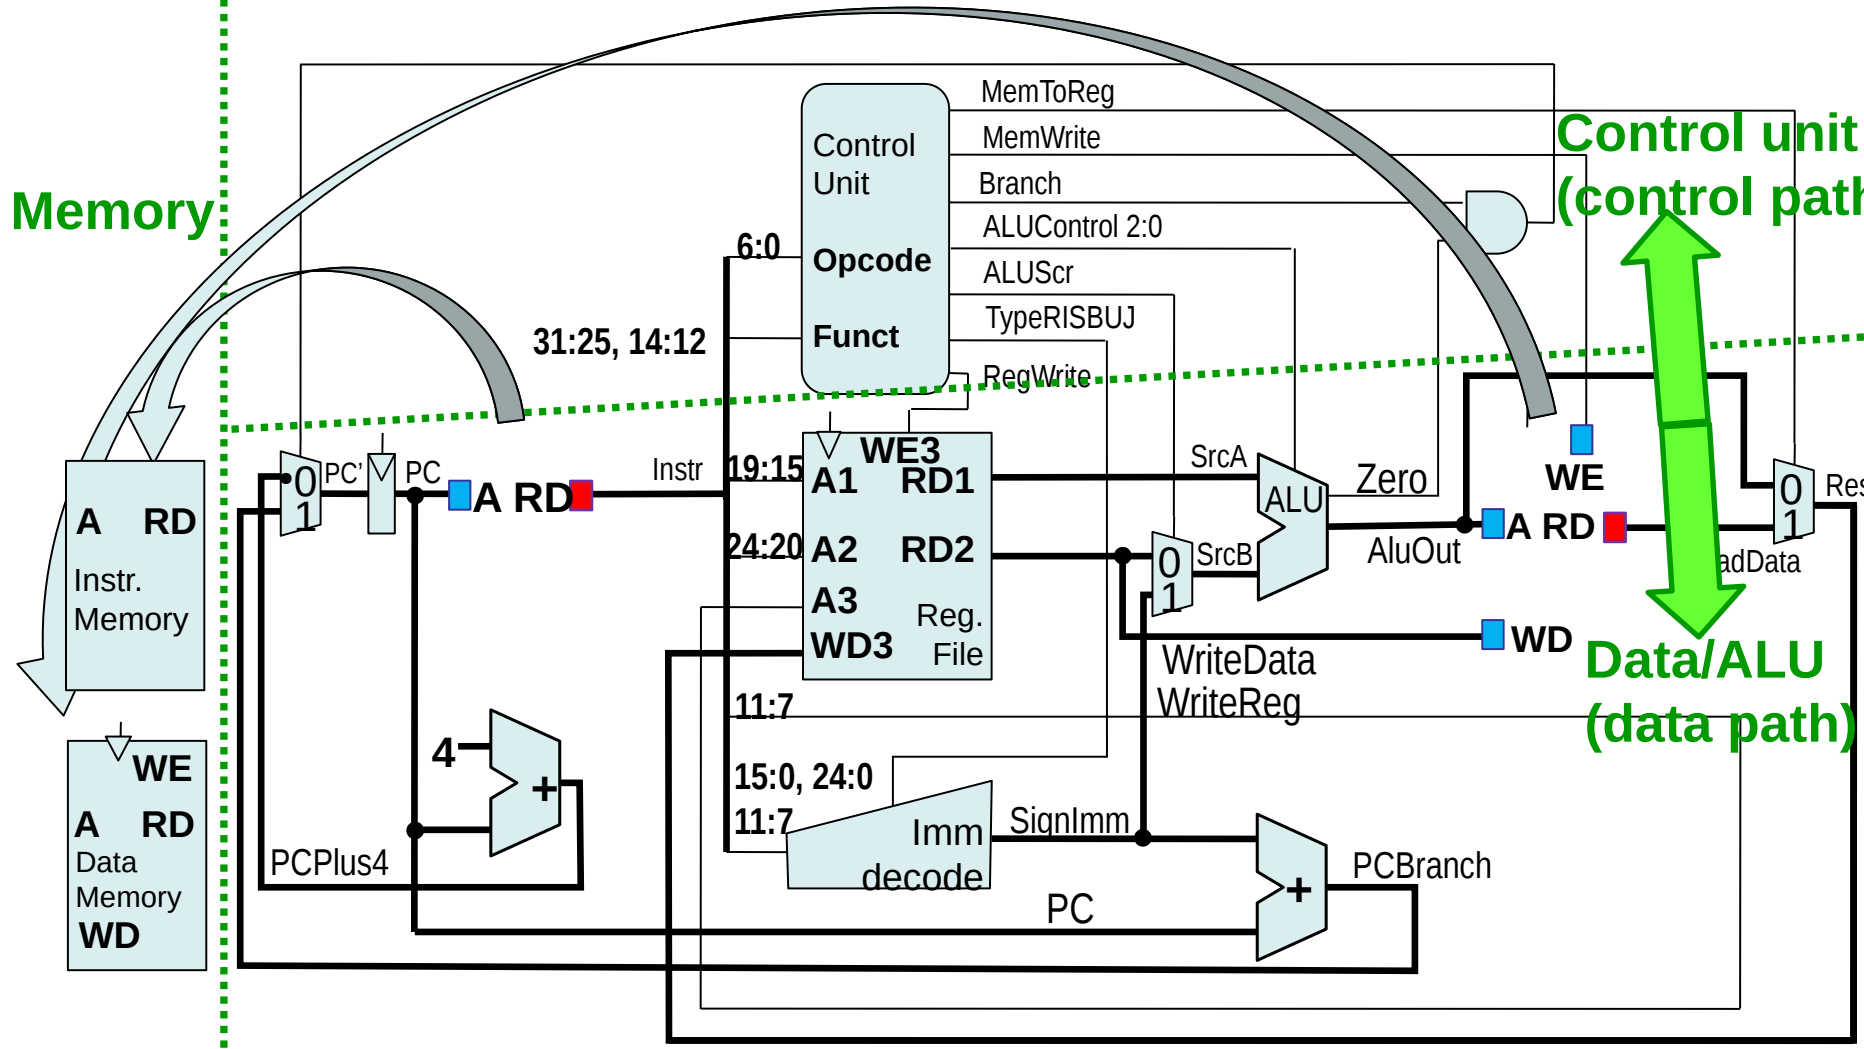 MemToReg
Control unit
(control path
MemWrite
Control
Unit
Branch
Memory
ALUControl 2:0
6:0
Opcode
ALUScr
TypeRISBUJ
31:25, 14:12
Funct
RegWrite
WE3
PC'
PC
Instr
19:15
A1
RD1
SrcA
Zero
WE
0
1
A RD
ALU
0
1
Res
A RD
Instr.
Memory
24:20
A2
RD2
0
1
SrcB
AluOut
A RD
adData
A3
Reg.
File
WD3
WriteData
WD
Data/ALU
(data path)
WriteReg
11:7
4
+
WE
A RD
Data
Memory
WD
15:0, 24:0
11:7
Imm
decode
SignImm
PCPlus4
PCBranch
+
PC